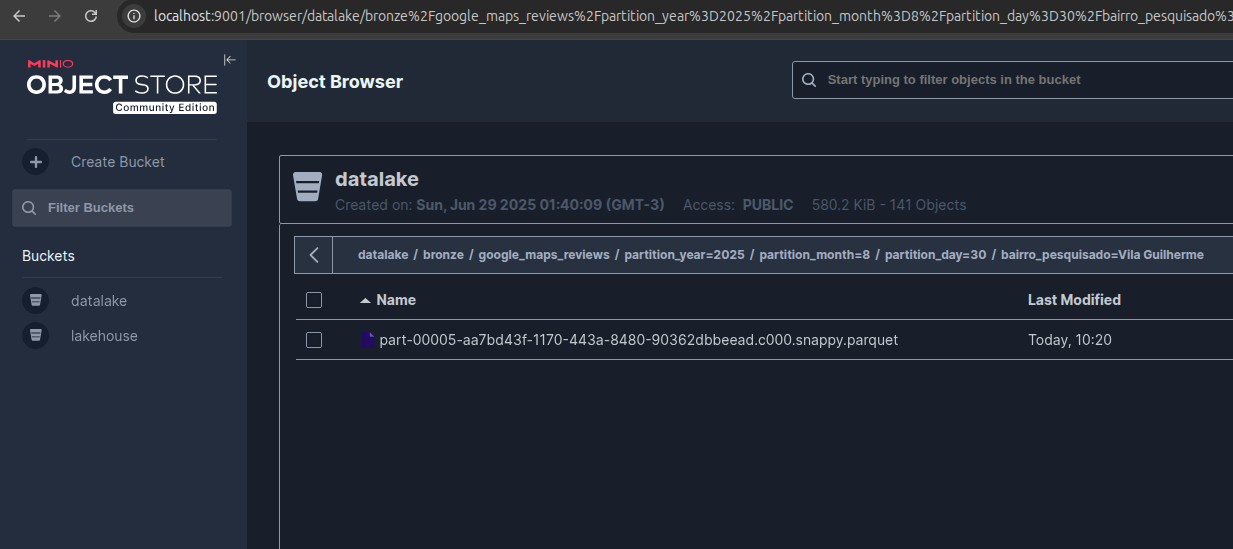 localhost:9001/browser/datalake/bronze%2Fgoogle_maps_reviews%2Fpartition_year%3D2025%2Fpartition_month%3D8%2Fpartition_day%3D30%2Fbairro_pesquisado%3
MINIO
OBJECT STORE
Community Edition
Object Browser
Start typing to filter objects in the bucket
Create Bucket
Filter Buckets
Buckets
datalake
lakehouse
datalake
Created on: Sun, Jun 29 2025 01:40:09 (GMT-3) Access: PUBLIC 580.2 KiB - 141 Objects
datalake / bronze / google_maps_reviews / partition_year=2025 / partition_month=8 / partition_day=30 / bairro_pesquisado=Vila Guilherme
Name Last Modified
part-00005-aa7bd43f-1170-443a-8480-90362dbbeead.c000.snappy.parquet Today, 10:20